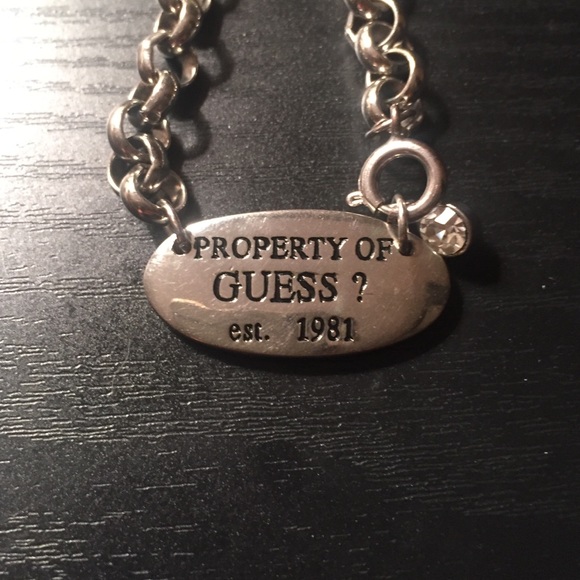 PROPERTY OF
GUESS ?
est. 1981